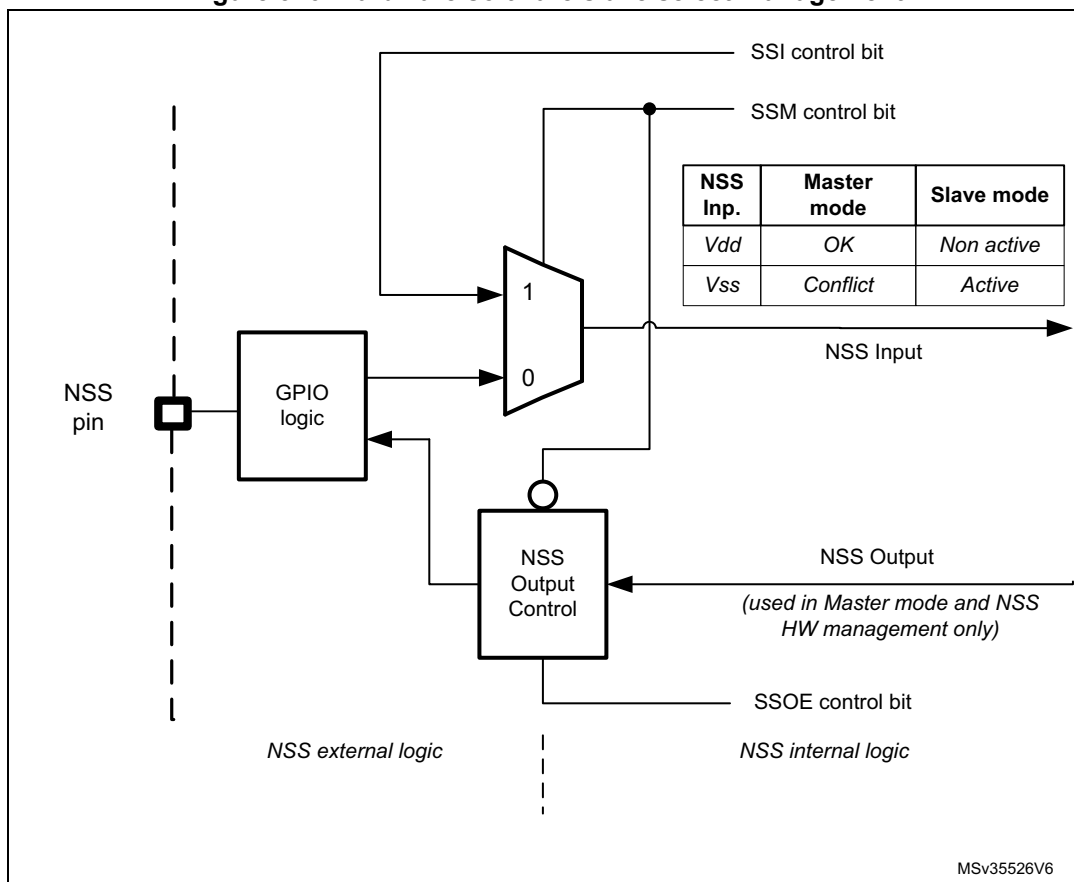 SSI control bit
SSM control bit
NSS Inp. Master mode Slave mode
Vdd OK Non active
Vss Conflict Active
1
NSS Input
0
GPIO
logic
NSS
pin
NSS
Output
Control
NSS Output
(used in Master mode and NSS
HW management only)
SSOE control bit
NSS external logic
NSS internal logic
MSv35526V6